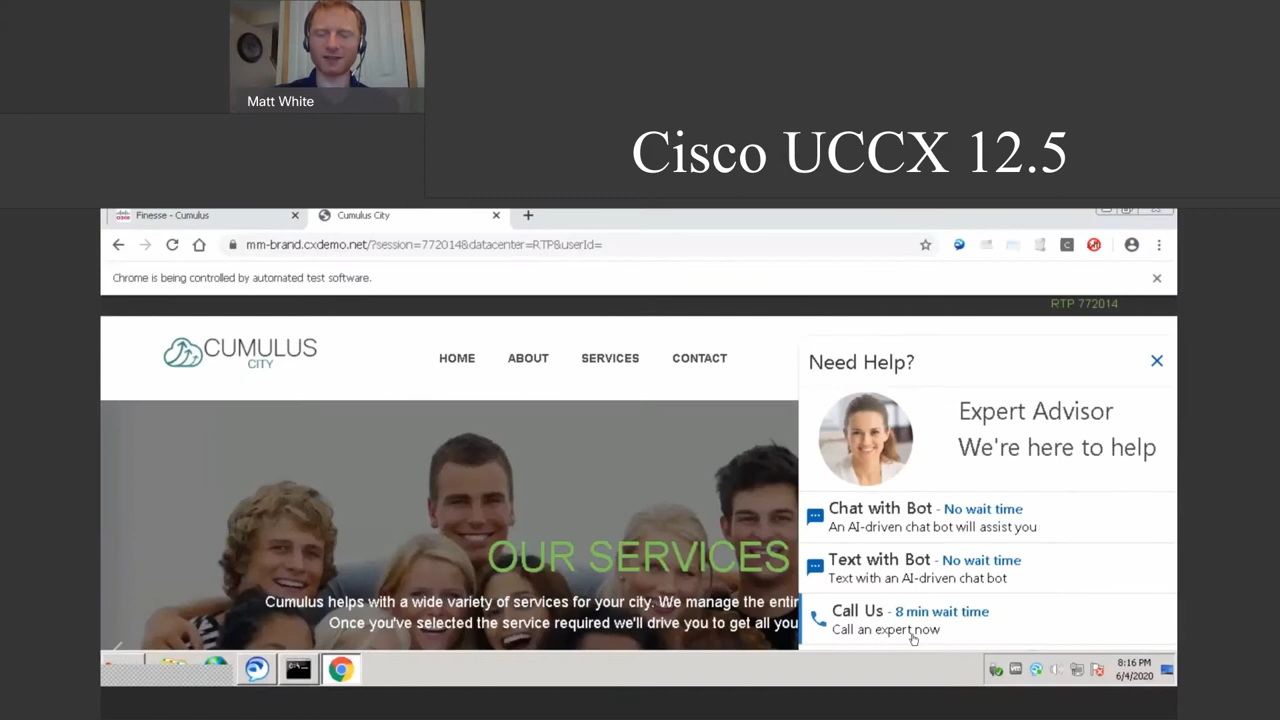 Matt White
Cisco UCCX 12.5
Finesse - Cumulus
Cumulus City
mm-brand.cxdemo.net/?session=772014&datacenter=RTP&userId=
Chrome is being controlled by automated test software.
RTP 772014
CUMULUS
CITY
HOME ABOUT SERVICES CONTACT
Need Help?
Expert Advisor
We're here to help
Chat with Bot - No wait time
An AI-driven chat bot will assist you
Text with Bot - No wait time
Text with an AI-driven chat bot
Call Us - 8 min wait time
Call an expert now
OUR SERVICES
Cumulus helps with a wide variety of services for your city. We manage the
Once you've selected the service required we'll drive you to get all
8:16 PM
6/4/2020